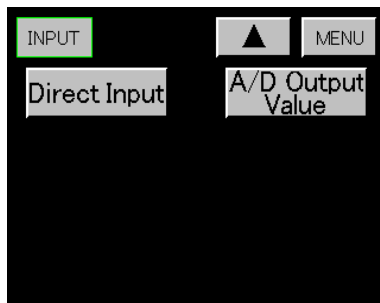 INPUT
▲
MENU
Direct Input
A/D Output
Value